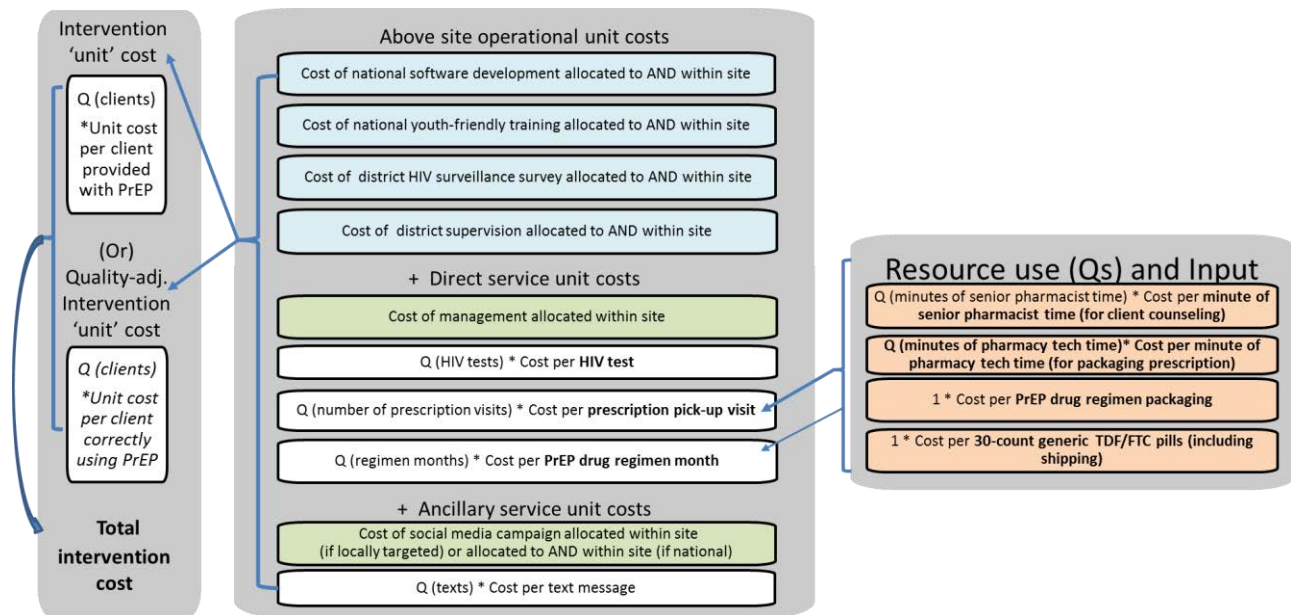 Intervention
'unit' cost
Q (clients)
*Unit cost
per client
provided
with PrEP
(Or)
Quality-adj.
Intervention
'unit' cost
Q (clients)
*Unit cost
per client
correctly
using PrEP
Total
intervention
cost
Above site operational unit costs
Cost of national software development allocated to AND within site
Cost of national youth-friendly training allocated to AND within site
Cost of  district HIV surveillance survey allocated to AND within site
Cost of  district supervision allocated to AND within site
+  Direct service unit costs
Cost of management allocated within site
Q (HIV tests) * Cost per HIV test
Q (number of prescription visits) * Cost per prescription pick-up visit
Q (regimen months) * Cost per PrEP drug regimen month
+  Ancillary service unit costs
Cost of social media campaign allocated within site
(if locally targeted) or allocated to AND within site (if national)
Q (texts) * Cost per text message
Resource use (Qs) and Input
Q (minutes of senior pharmacist time) * Cost per minute of
senior pharmacist time (for client counseling)
Q (minutes of pharmacy tech time)* Cost per minute of
pharmacy tech time (for packaging prescription)
1 * Cost per PrEP drug regimen packaging
1 * Cost per 30-count generic TDF/FTC pills (including
shipping)